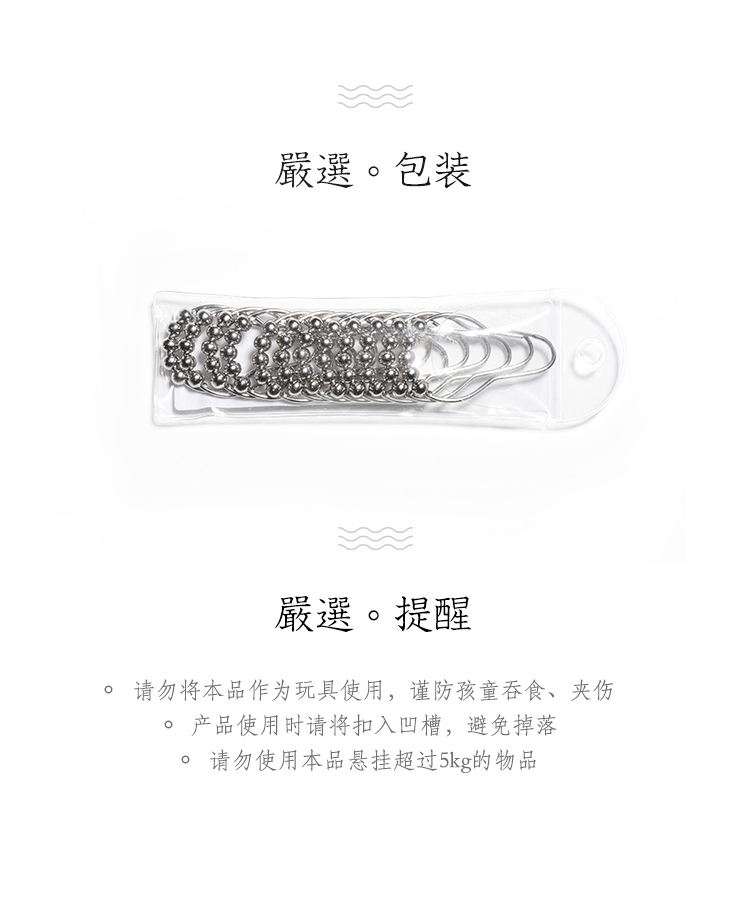 嚴選。包装
嚴選。提醒
。 请勿将本品作为玩具使用，谨防孩童吞食、夹伤
。 产品使用时请将扣入凹槽，避免掉落
。 请勿使用本品悬挂超过5kg的物品